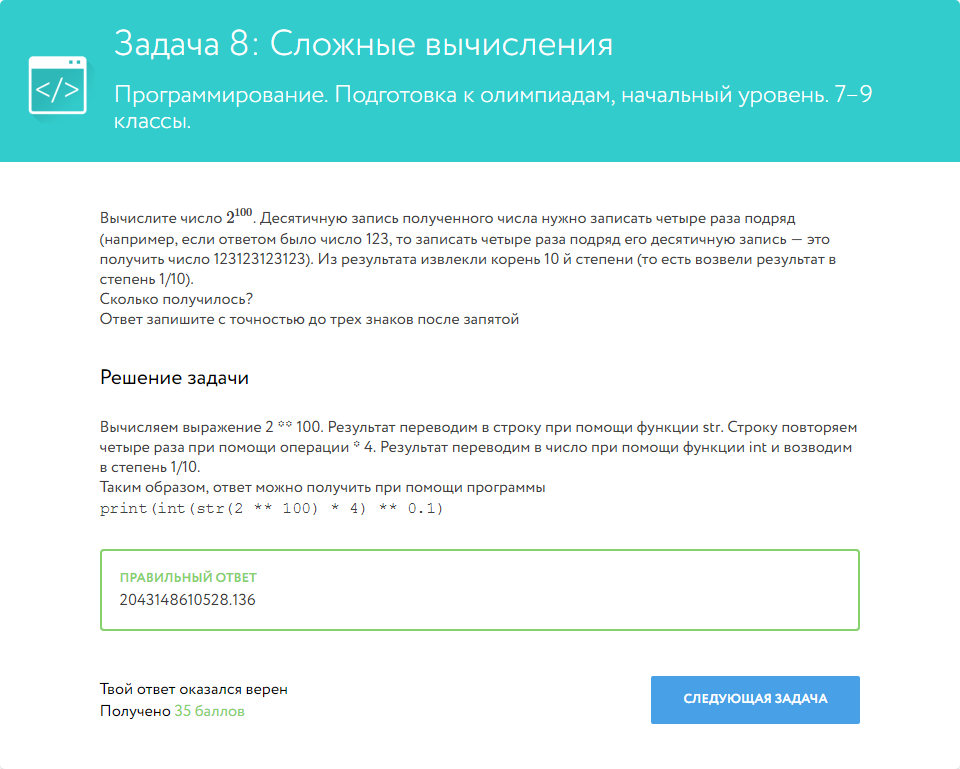 Задача 8: Сложные вычисления
</>
Программирование. Подготовка к олимпиадам, начальный уровень. 7–9
классы.
Вычислите число 2¹⁰⁰. Десятичную запись полученного числа нужно записать четыре раза подряд
(например, если ответом было число 123, то записать четыре раза подряд его десятичную запись — это
получить число 123123123123). Из результата извлекли корень 10 й степени (то есть возвели результат в
степень 1/10).
Сколько получилось?
Ответ запишите с точностью до трех знаков после запятой
Решение задачи
Вычисляем выражение 2 ** 100. Результат переводим в строку при помощи функции str. Строку повторяем
четыре раза при помощи операции * 4. Результат переводим в число при помощи функции int и возводим
в степень 1/10.
Таким образом, ответ можно получить при помощи программы
print(int(str(2 ** 100) * 4) ** 0.1)
ПРАВИЛЬНЫЙ ОТВЕТ
2043148610528.136
Твой ответ оказался верен
Получено 35 баллов
СЛЕДУЮЩАЯ ЗАДАЧА